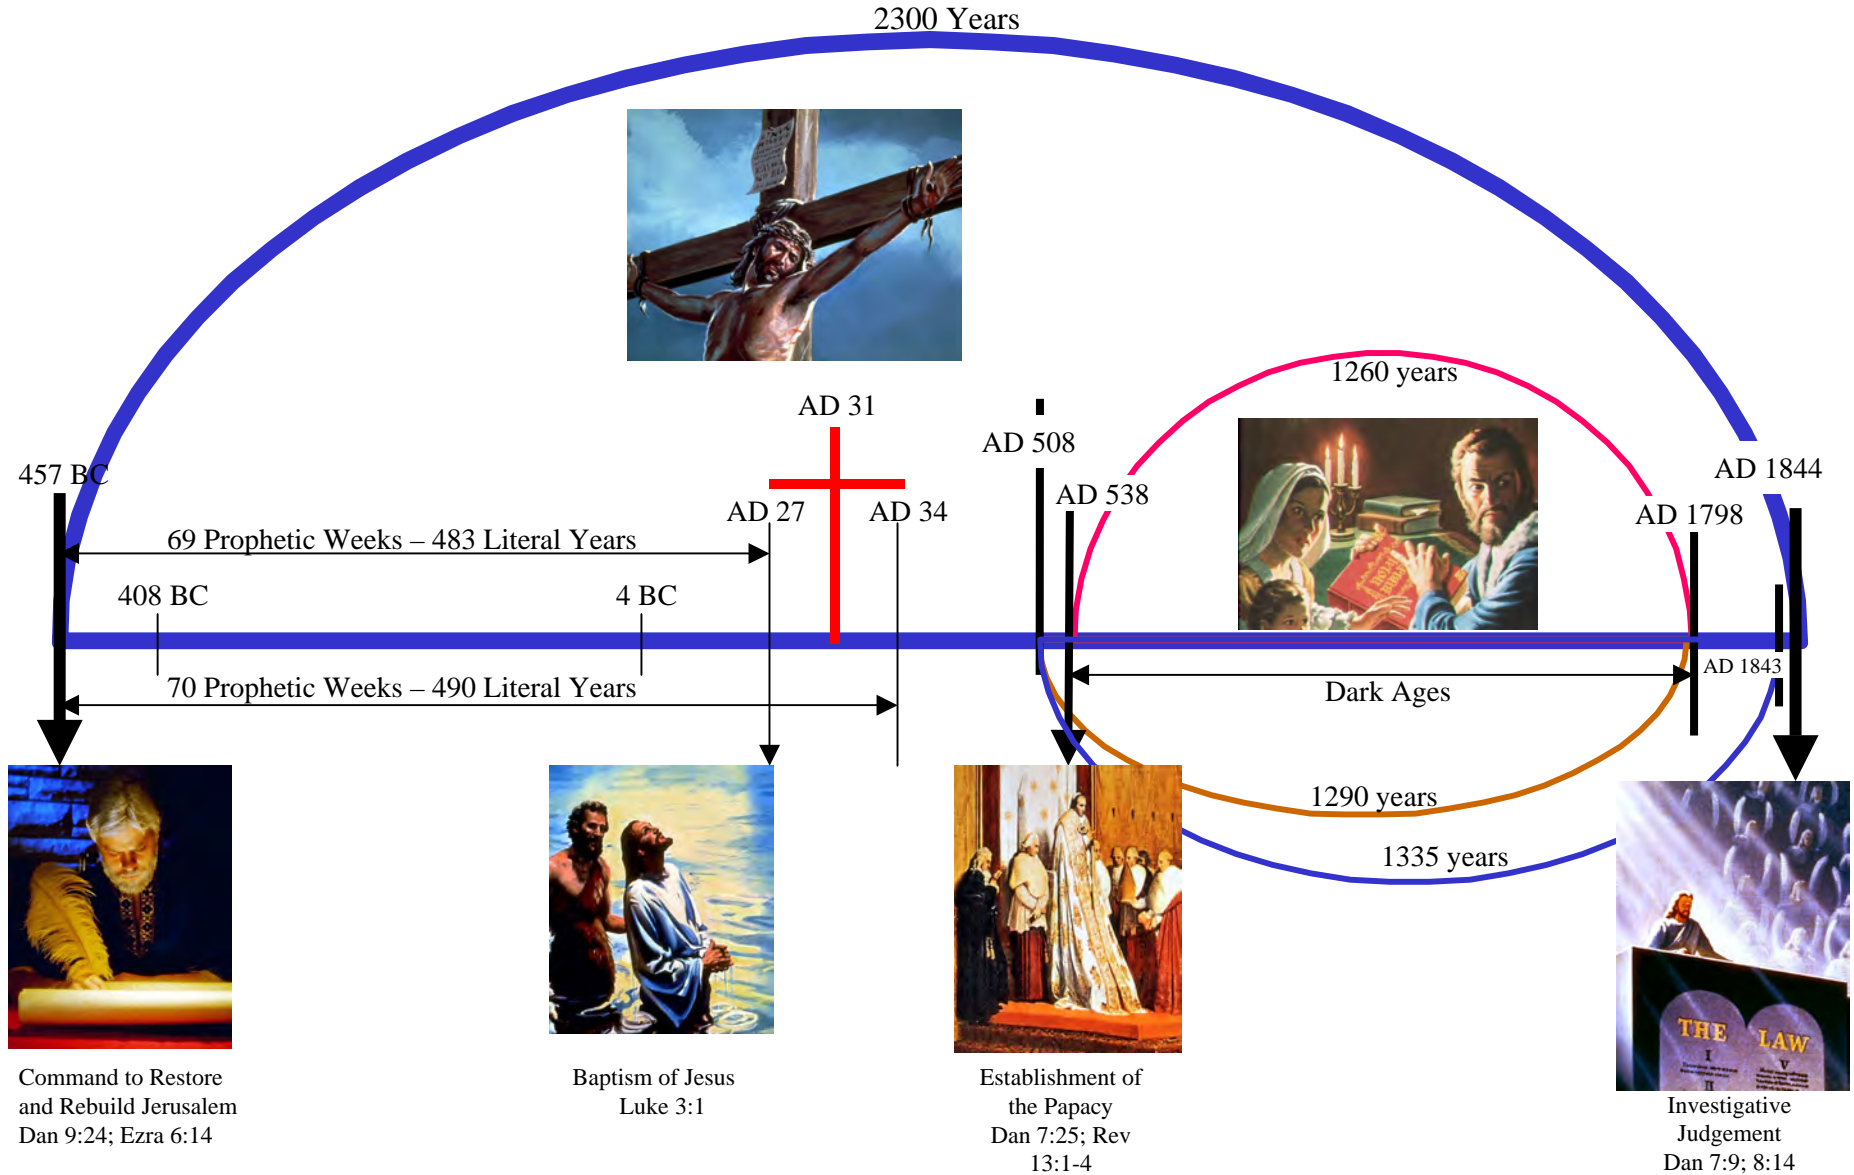 2300 Years
1260 years
AD 31
AD 508
457 BC
AD 1844
AD 538
AD 27
AD 34
AD 1798
69 Prophetic Weeks – 483 Literal Years
408 BC
4 BC
AD 1843
70 Prophetic Weeks – 490 Literal Years
Dark Ages
1290 years
1335 years
THE LAW
I
V
II
Command to Restore
and Rebuild Jerusalem
Dan 9:24; Ezra 6:14
Baptism of Jesus
Luke 3:1
Establishment of
the Papacy
Dan 7:25; Rev
13:1-4
Investigative
Judgement
Dan 7:9; 8:14